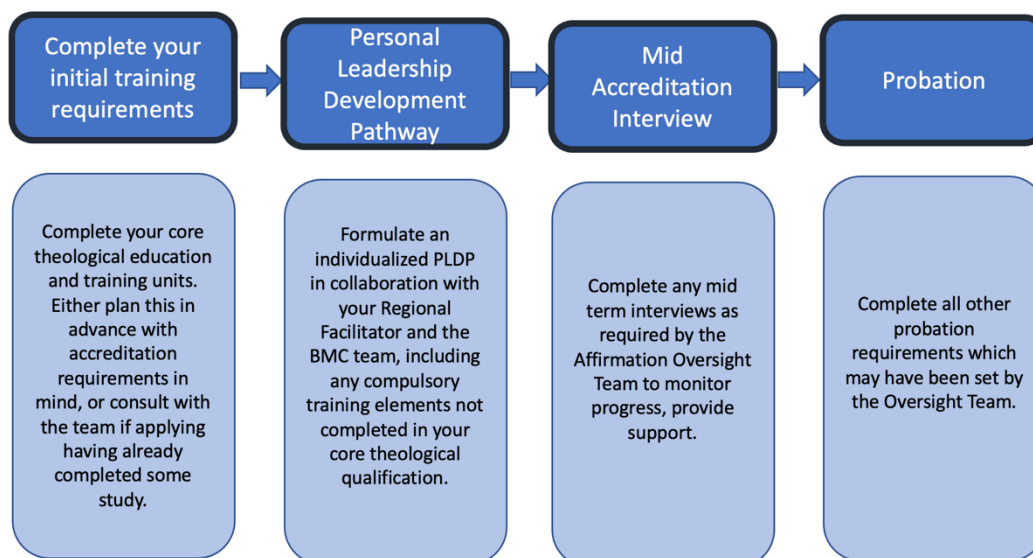 Complete your
initial training
requirements
Personal
Leadership
Development
Pathway
Mid
Accreditation
Interview
Probation
Complete your core
theological education
and training units.
Either plan this in
advance with
accreditation
requirements in
mind, or consult with
the team if applying
having already
completed some
study.
Formulate an
individualized PLDP
in collaboration with
your Regional
Facilitator and the
BMC team, including
any compulsory
training elements not
completed in your
core theological
qualification.
Complete any mid
term interviews as
required by the
Affirmation Oversight
Team to monitor
progress, provide
support.
Complete all other
probation
requirements which
may have been set by
the Oversight Team.